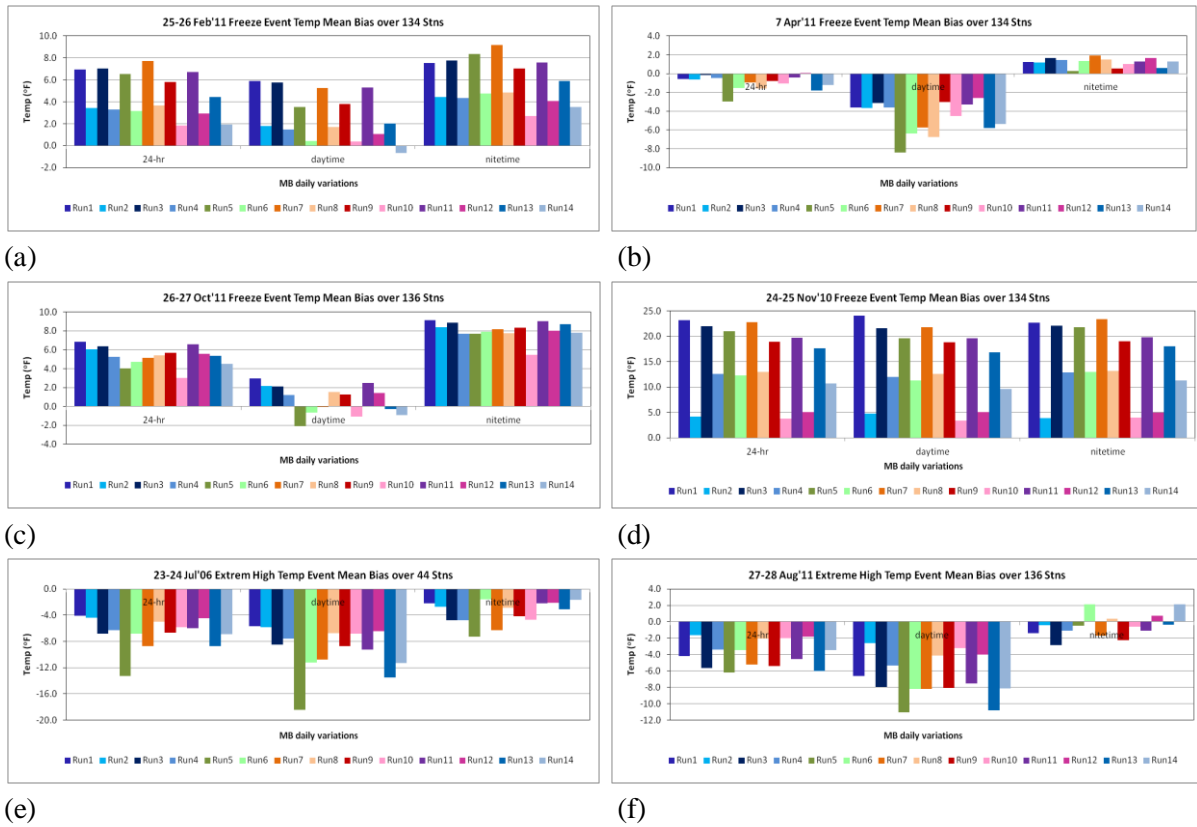 25-26 Feb'11 Freeze Event Temp Mean Bias over 134 Stns
10.0
8.0
6.0
4.0
2.0
0.0
-2.0
Temp (°F)
24-hr daytime nitetime
MB daily variations
Run1 Run2 Run3 Run4 Run5 Run6 Run7 Run8 Run9 Run10 Run11 Run12 Run13 Run14
(a)
7 Apr'11 Freeze Event Temp Mean Bias over 134 Stns
4.0
2.0
0.0
-2.0
-4.0
-6.0
-8.0
-10.0
Temp (°F)
24-hr daytime nitetime
MB daily variations
Run1 Run2 Run3 Run4 Run5 Run6 Run7 Run8 Run9 Run10 Run11 Run12 Run13 Run14
(b)
26-27 Oct'11 Freeze Event Temp Mean Bias over 136 Stns
10.0
8.0
6.0
4.0
2.0
0.0
-2.0
-4.0
Temp (°F)
24-hr daytime nitetime
MB daily variations
Run1 Run2 Run3 Run4 Run5 Run6 Run7 Run8 Run9 Run10 Run11 Run12 Run13 Run14
(c)
24-25 Nov'10 Freeze Event Temp Mean Bias over 134 Stns
25.0
20.0
15.0
10.0
5.0
0.0
Temp (°F)
24-hr daytime nitetime
MB daily variations
Run1 Run2 Run3 Run4 Run5 Run6 Run7 Run8 Run9 Run10 Run11 Run12 Run13 Run14
(d)
23-24 Jul'06 Extrem High Temp Event Mean Bias over 44 Stns
0.0
-4.0
-8.0
-12.0
-16.0
-20.0
Temp (°F)
24-hr daytime nitetime
MB daily variations
Run1 Run2 Run3 Run4 Run5 Run6 Run7 Run8 Run9 Run10 Run11 Run12 Run13 Run14
(e)
27-28 Aug'11 Extreme High Temp Event Mean Bias over 136 Stns
4.0
2.0
0.0
-2.0
-4.0
-6.0
-8.0
-10.0
-12.0
Temp (°F)
24-hr daytime nitetime
MB daily variations
Run1 Run2 Run3 Run4 Run5 Run6 Run7 Run8 Run9 Run10 Run11 Run12 Run13 Run14
(f)